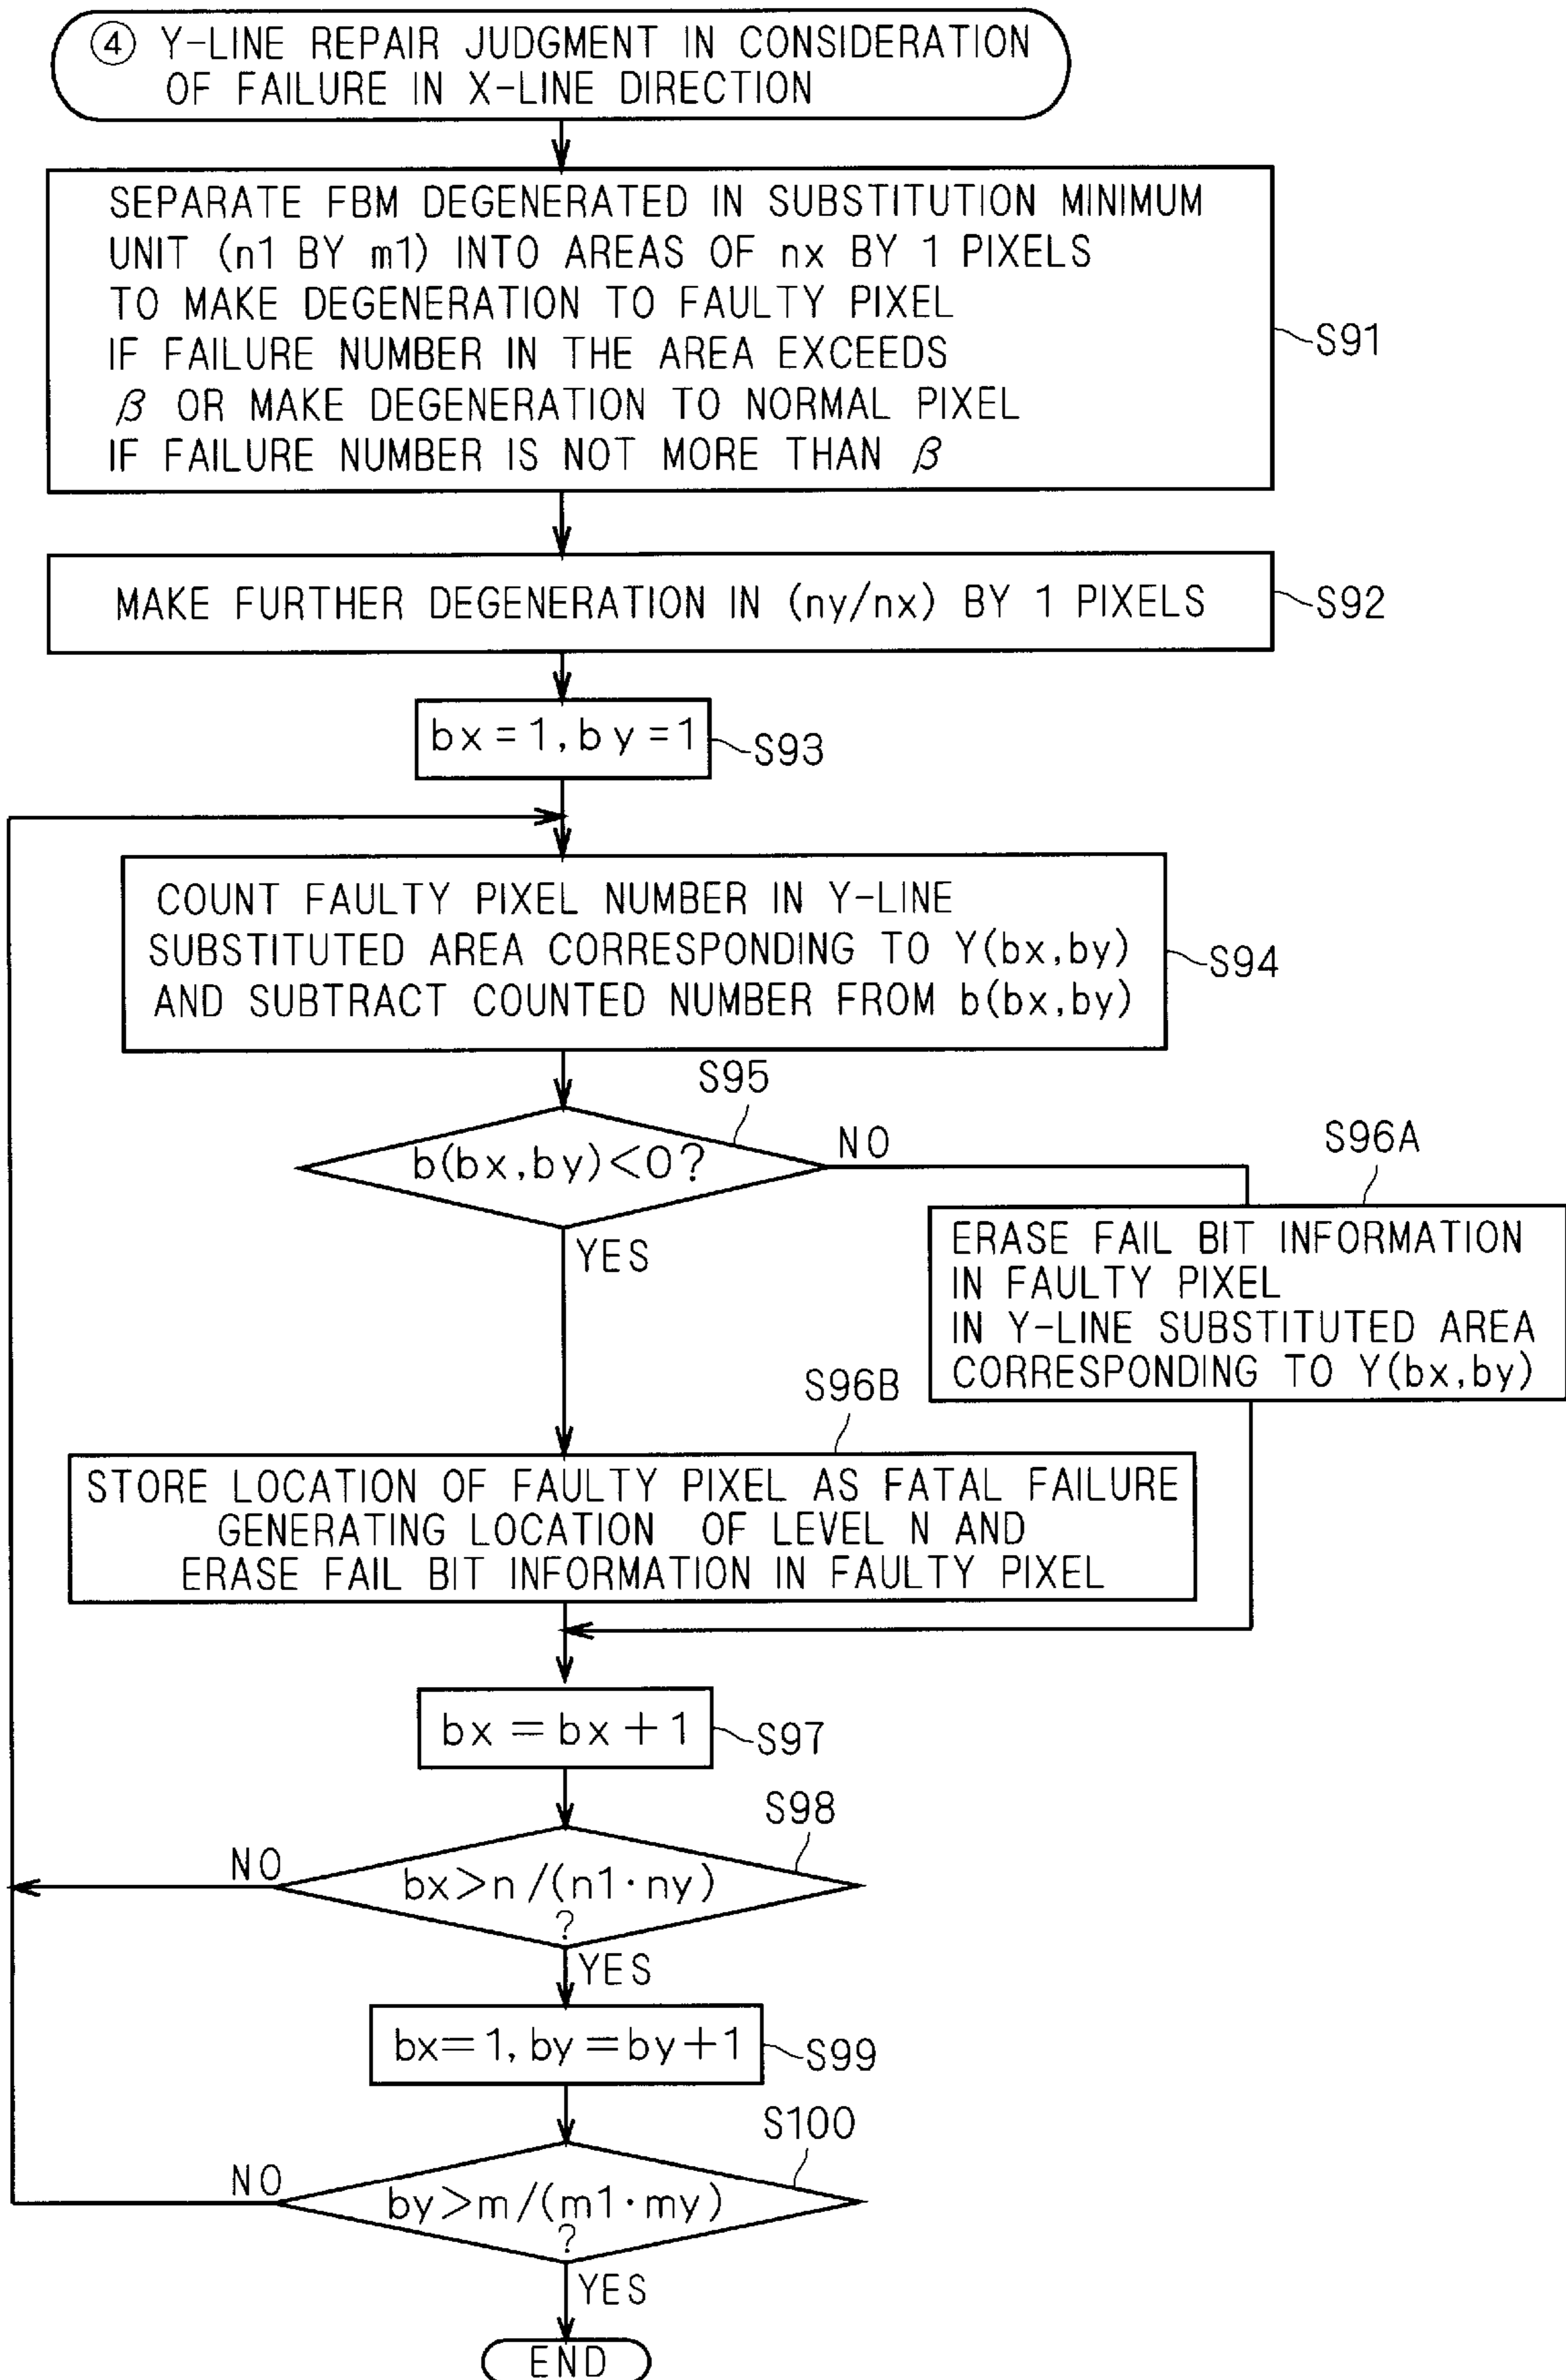 ④ Y-LINE REPAIR JUDGMENT IN CONSIDERATION
OF FAILURE IN X-LINE DIRECTION
SEPARATE FBM DEGENERATED IN SUBSTITUTION MINIMUM
UNIT (n1 BY m1) INTO AREAS OF nx BY 1 PIXELS
TO MAKE DEGENERATION TO FAULTY PIXEL
IF FAILURE NUMBER IN THE AREA EXCEEDS
β OR MAKE DEGENERATION TO NORMAL PIXEL
IF FAILURE NUMBER IS NOT MORE THAN β
S91
MAKE FURTHER DEGENERATION IN (ny/nx) BY 1 PIXELS
S92
bx=1,by=1
S93
COUNT FAULTY PIXEL NUMBER IN Y-LINE
SUBSTITUTED AREA CORRESPONDING TO Y(bx,by)
AND SUBTRACT COUNTED NUMBER FROM b(bx,by)
S94
S95
b(bx,by)<0?
NO
YES
S96A
ERASE FAIL BIT INFORMATION
IN FAULTY PIXEL
IN Y-LINE SUBSTITUTED AREA
CORRESPONDING TO Y(bx,by)
S96B
STORE LOCATION OF FAULTY PIXEL AS FATAL FAILURE
GENERATING LOCATION OF LEVEL N AND
ERASE FAIL BIT INFORMATION IN FAULTY PIXEL
bx=bx+1
S97
S98
NO
bx>n/(n1·ny)
?
YES
bx=1,by=by+1
S99
S100
NO
by>m/(m1·my)
?
YES
END